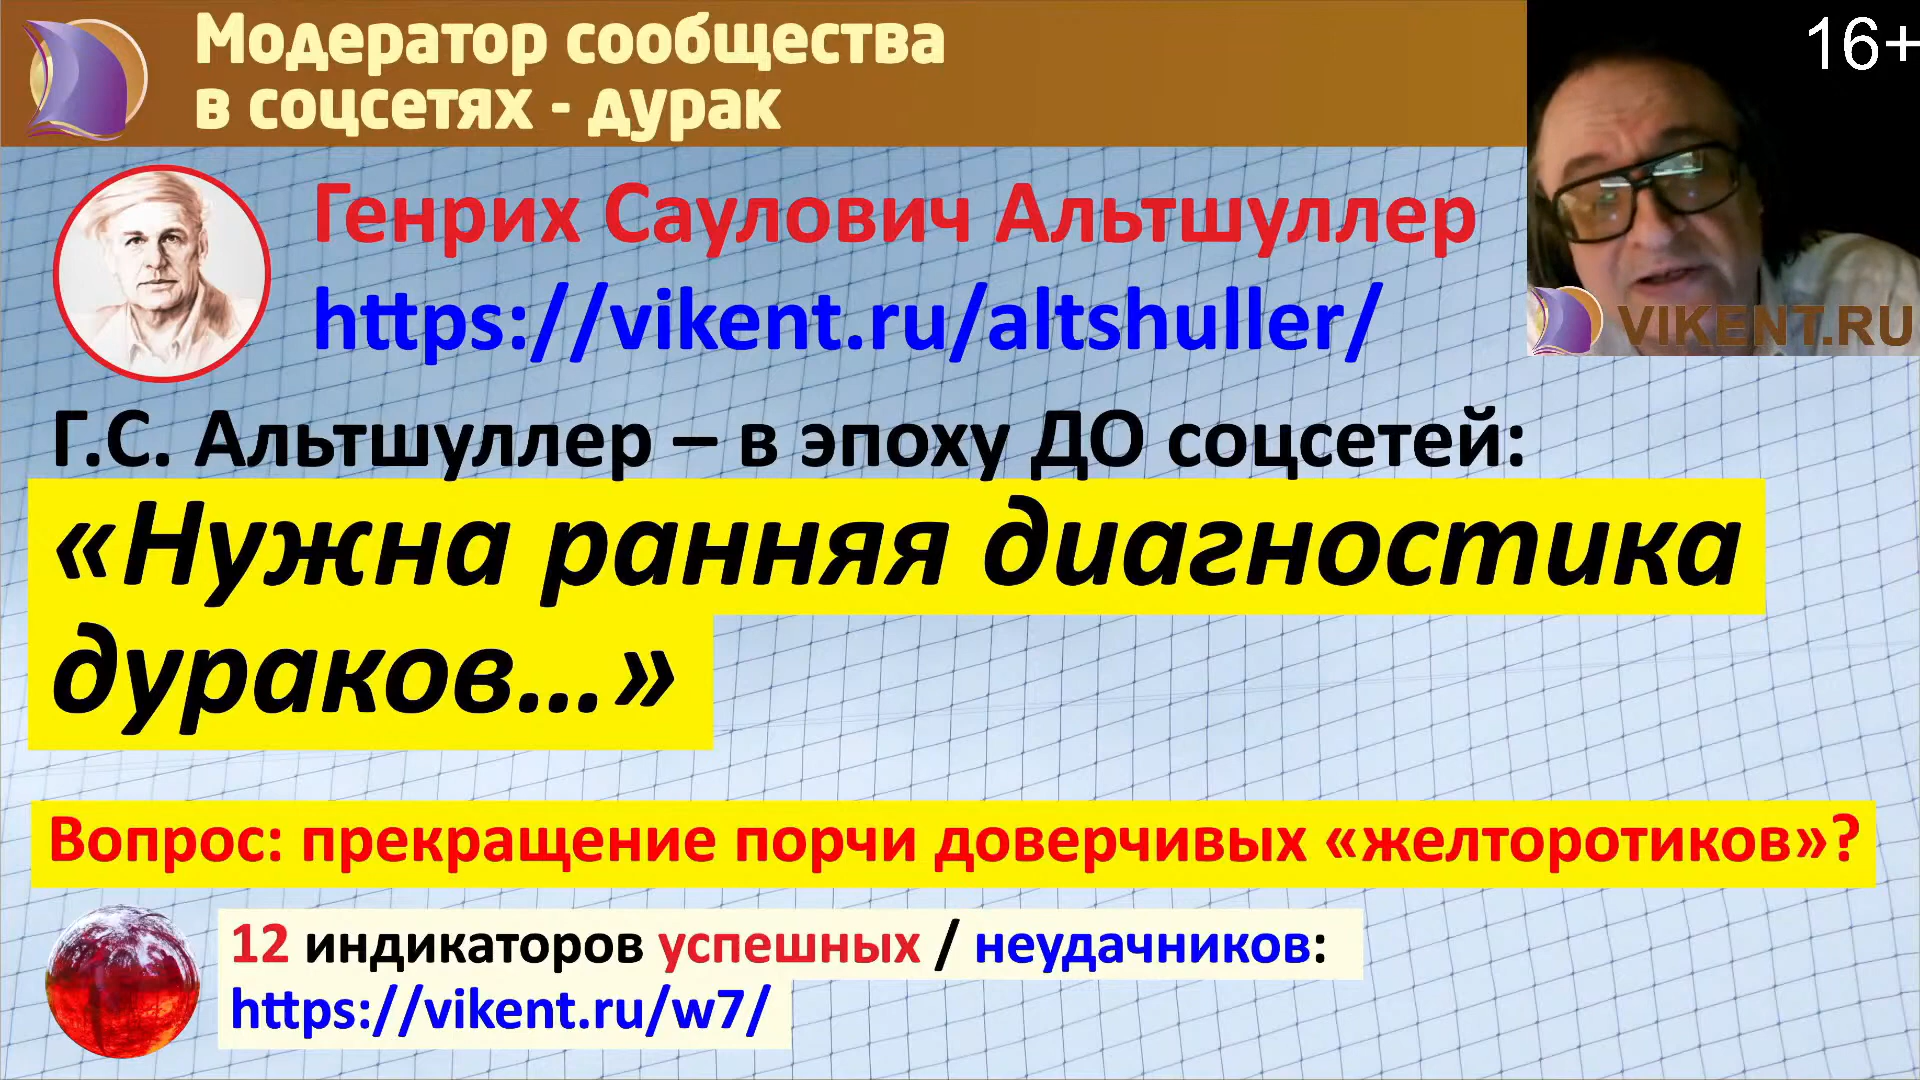 Модератор сообщества
в соцсетях - дурак
16+
Генрих Саулович Альтшуллер
https://vikent.ru/altshuller/
VIKENT.RU
Г.С. Альтшуллер – в эпоху ДО соцсетей:
«Нужна ранняя диагностика
дураков...»
Вопрос: прекращение порчи доверчивых «желторотиков»?
12 индикаторов успешных / неудачников:
https://vikent.ru/w7/